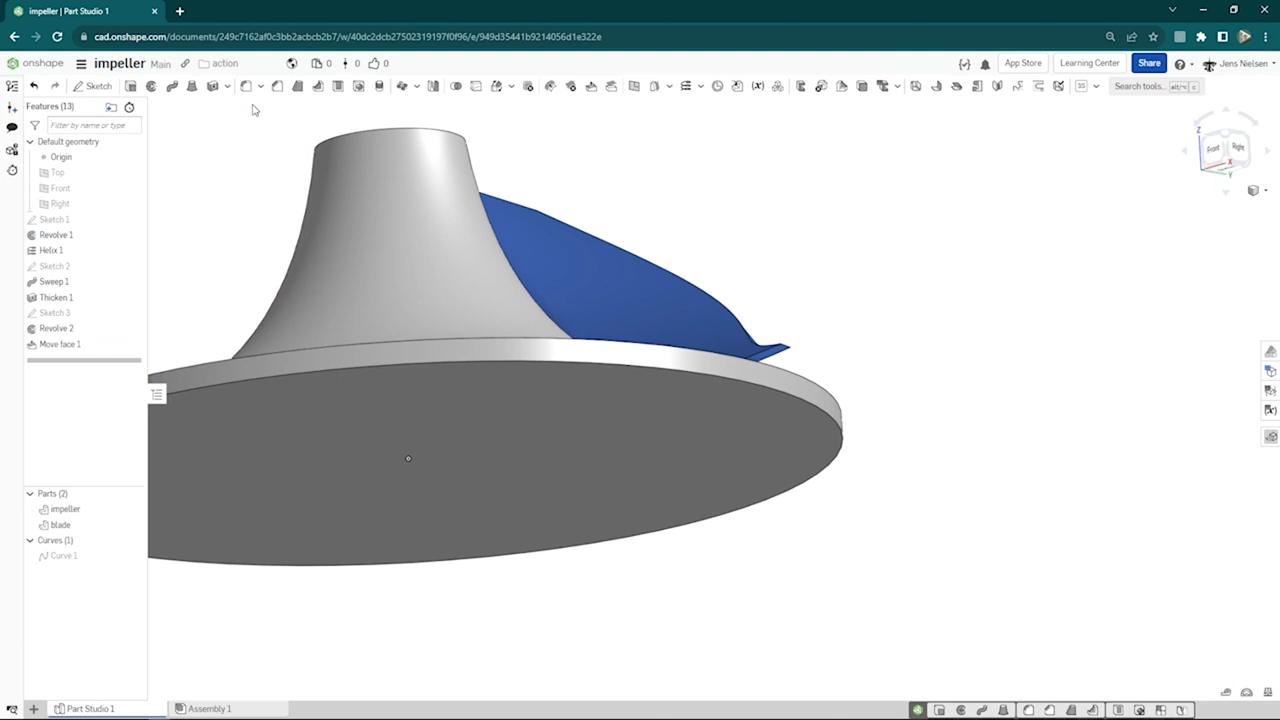 impeller | Part Studio 1
cad.onshape.com/documents/249c7162af0c3bb2acbcb2b7/w/40dc2dcb27502319197f0f96/e/949d35441b9214056d1e322e
onshape impeller Main action 0 0 0 App Store Learning Center Share Jens Nielsen
Sketch Search tools... alt/⌥ c
Features (13)
Filter by name or type
Default geometry
Origin
Top
Front
Right
Sketch 1
Revolve 1
Helix 1
Sketch 2
Sweep 1
Thicken 1
Sketch 3
Revolve 2
Move face 1
Parts (2)
impeller
blade
Curves (1)
Curve 1
Z
Front Right
X
Y
Part Studio 1 Assembly 1